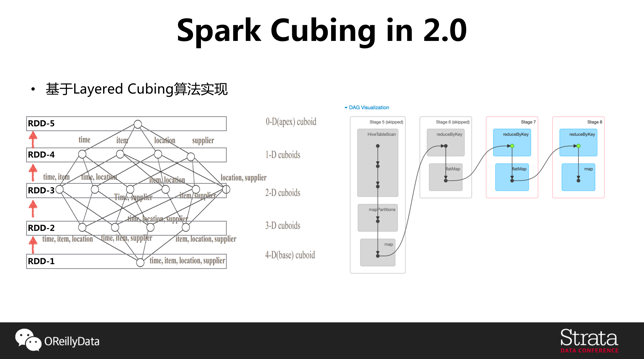 Spark Cubing in 2.0
• 基于Layered Cubing算法实现
RDD-5
0-D(apex) cuboid
time
item
location
supplier
RDD-4
1-D cuboids
time, item
time, location
item, location
location, supplier
RDD-3
Time, supplier
item, supplier
2-D cuboids
time, location, supplier
RDD-2
3-D cuboids
time, item, location
time, item, supplier
item, location, supplier
RDD-1
time, item, location, supplier
4-D(base) cuboid
DAG Visualization
Stage 5 (skipped)
HiveTableScan
mapPartitions
map
Stage 6 (skipped)
reduceByKey
flatMap
Stage 7
reduceByKey
flatMap
Stage 8
reduceByKey
map
OReillyData
Strata
DATA CONFERENCE